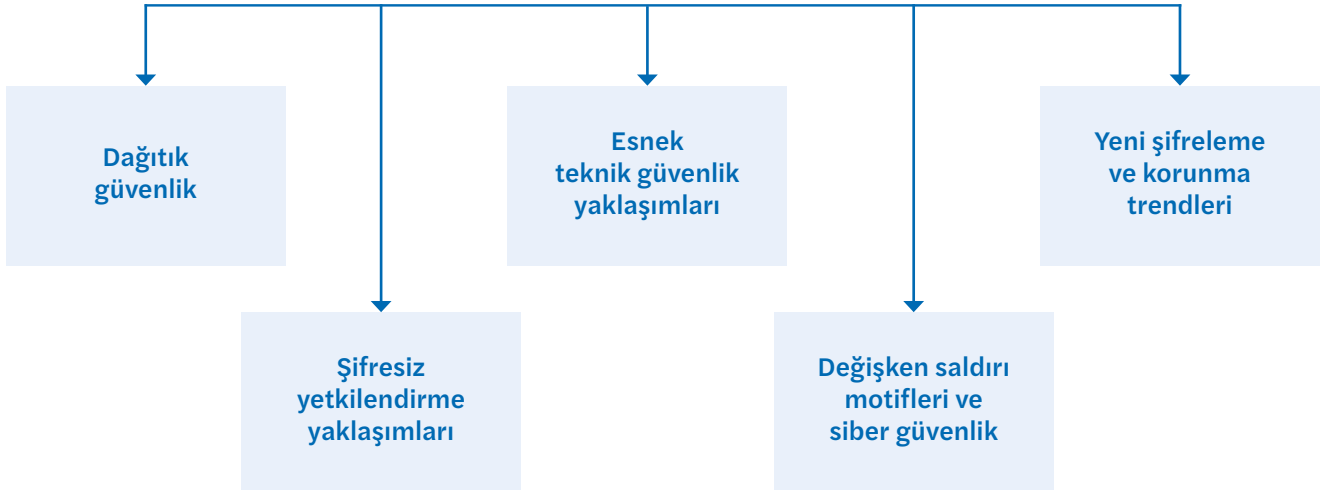 Dağıtık
güvenlik
Esnek
teknik güvenlik
yaklaşımları
Yeni şifreleme
ve korunma
trendleri
Şifresiz
yetkilendirme
yaklaşımları
Değişken saldırı
motifleri ve
siber güvenlik